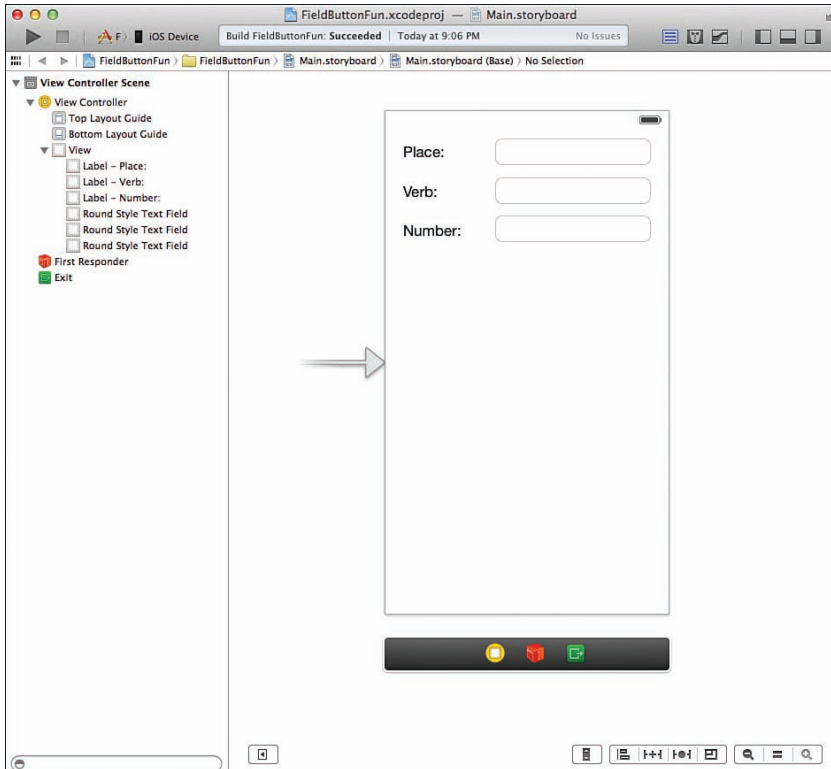 FieldButtonFun.xcodeproj — Main.storyboard
F iOS Device
Build FieldButtonFun: Succeeded | Today at 9:06 PM
No Issues
FieldButtonFun FieldButtonFun Main.storyboard Main.storyboard (Base) No Selection
View Controller Scene
View Controller
Top Layout Guide
Bottom Layout Guide
View
Label – Place:
Label – Verb:
Label – Number:
Round Style Text Field
Round Style Text Field
Round Style Text Field
First Responder
Exit
Place:
Verb:
Number: